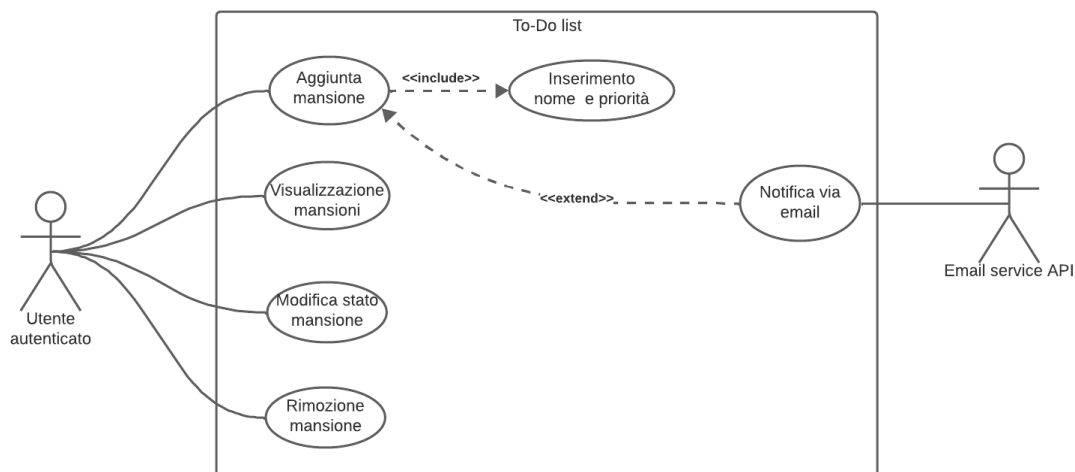 To-Do list
Aggiunta
mansione
<<include>>
Inserimento
nome e priorità
Visualizzazione
mansioni
<<extend>>
Notifica via
email
Email service API
Modifica stato
mansione
Utente
autenticato
Rimozione
mansione